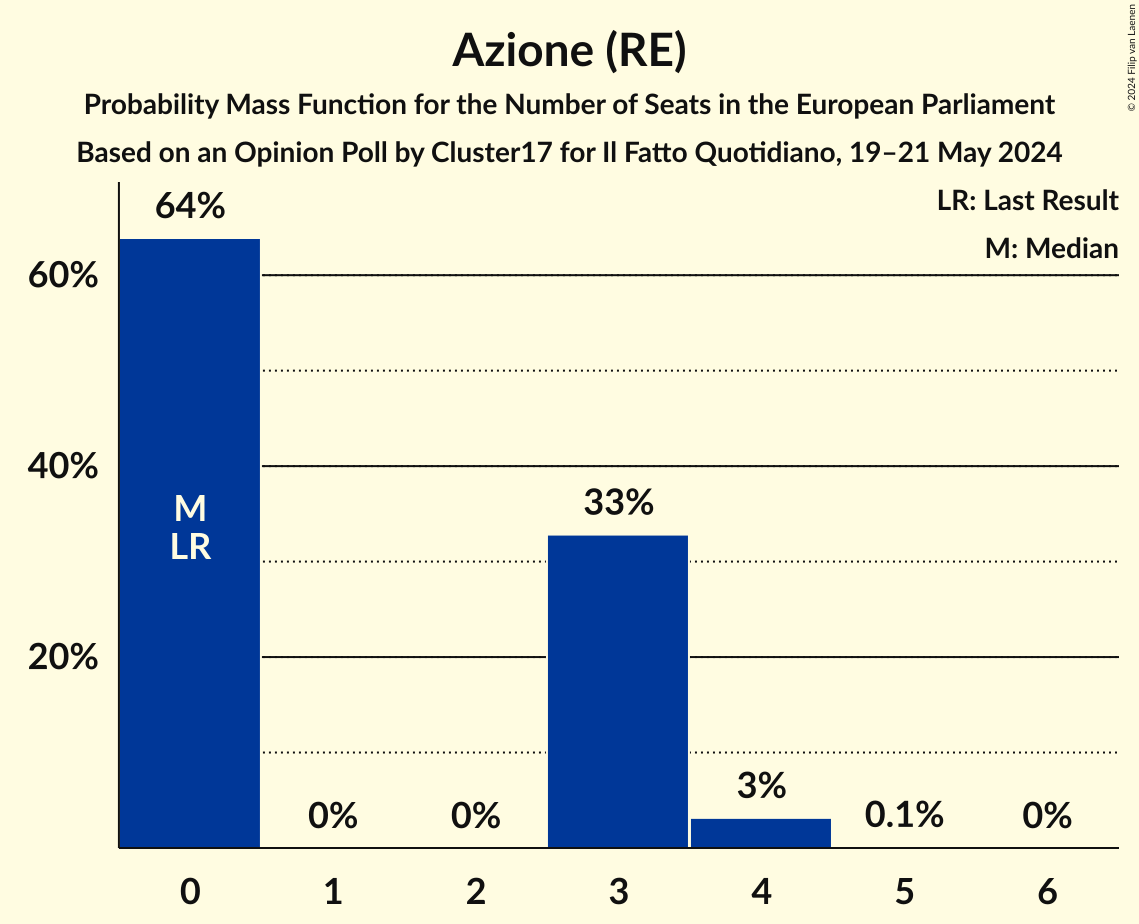 Azione (RE)
Probability Mass Function for the Number of Seats in the European Parliament
Based on an Opinion Poll by Cluster17 for Il Fatto Quotidiano, 19–21 May 2024
© 2024 Filip van Laenen
LR: Last Result
M: Median
64%
60%
40%
20%
M
LR
0%
0%
33%
3%
0.1%
0%
0
1
2
3
4
5
6